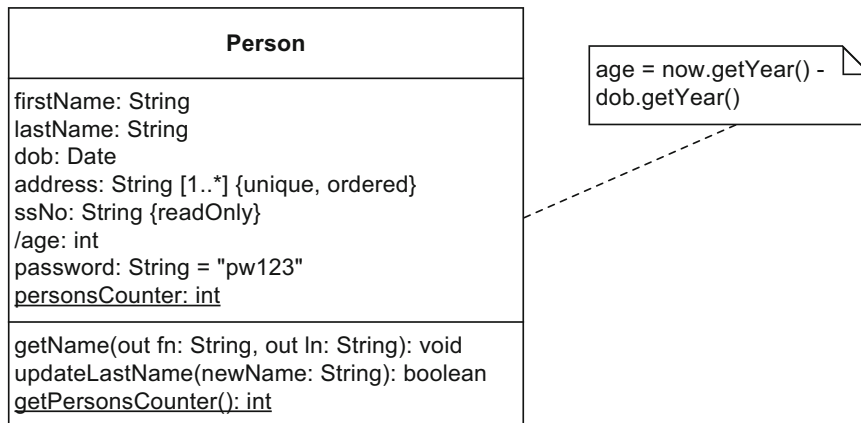 Person
firstName: String
lastName: String
dob: Date
address: String [1..*] {unique, ordered}
ssNo: String {readOnly}
/age: int
password: String = "pw123"
personsCounter: int
getName(out fn: String, out ln: String): void
updateLastName(newName: String): boolean
getPersonsCounter(): int
age = now.getYear() -
dob.getYear()